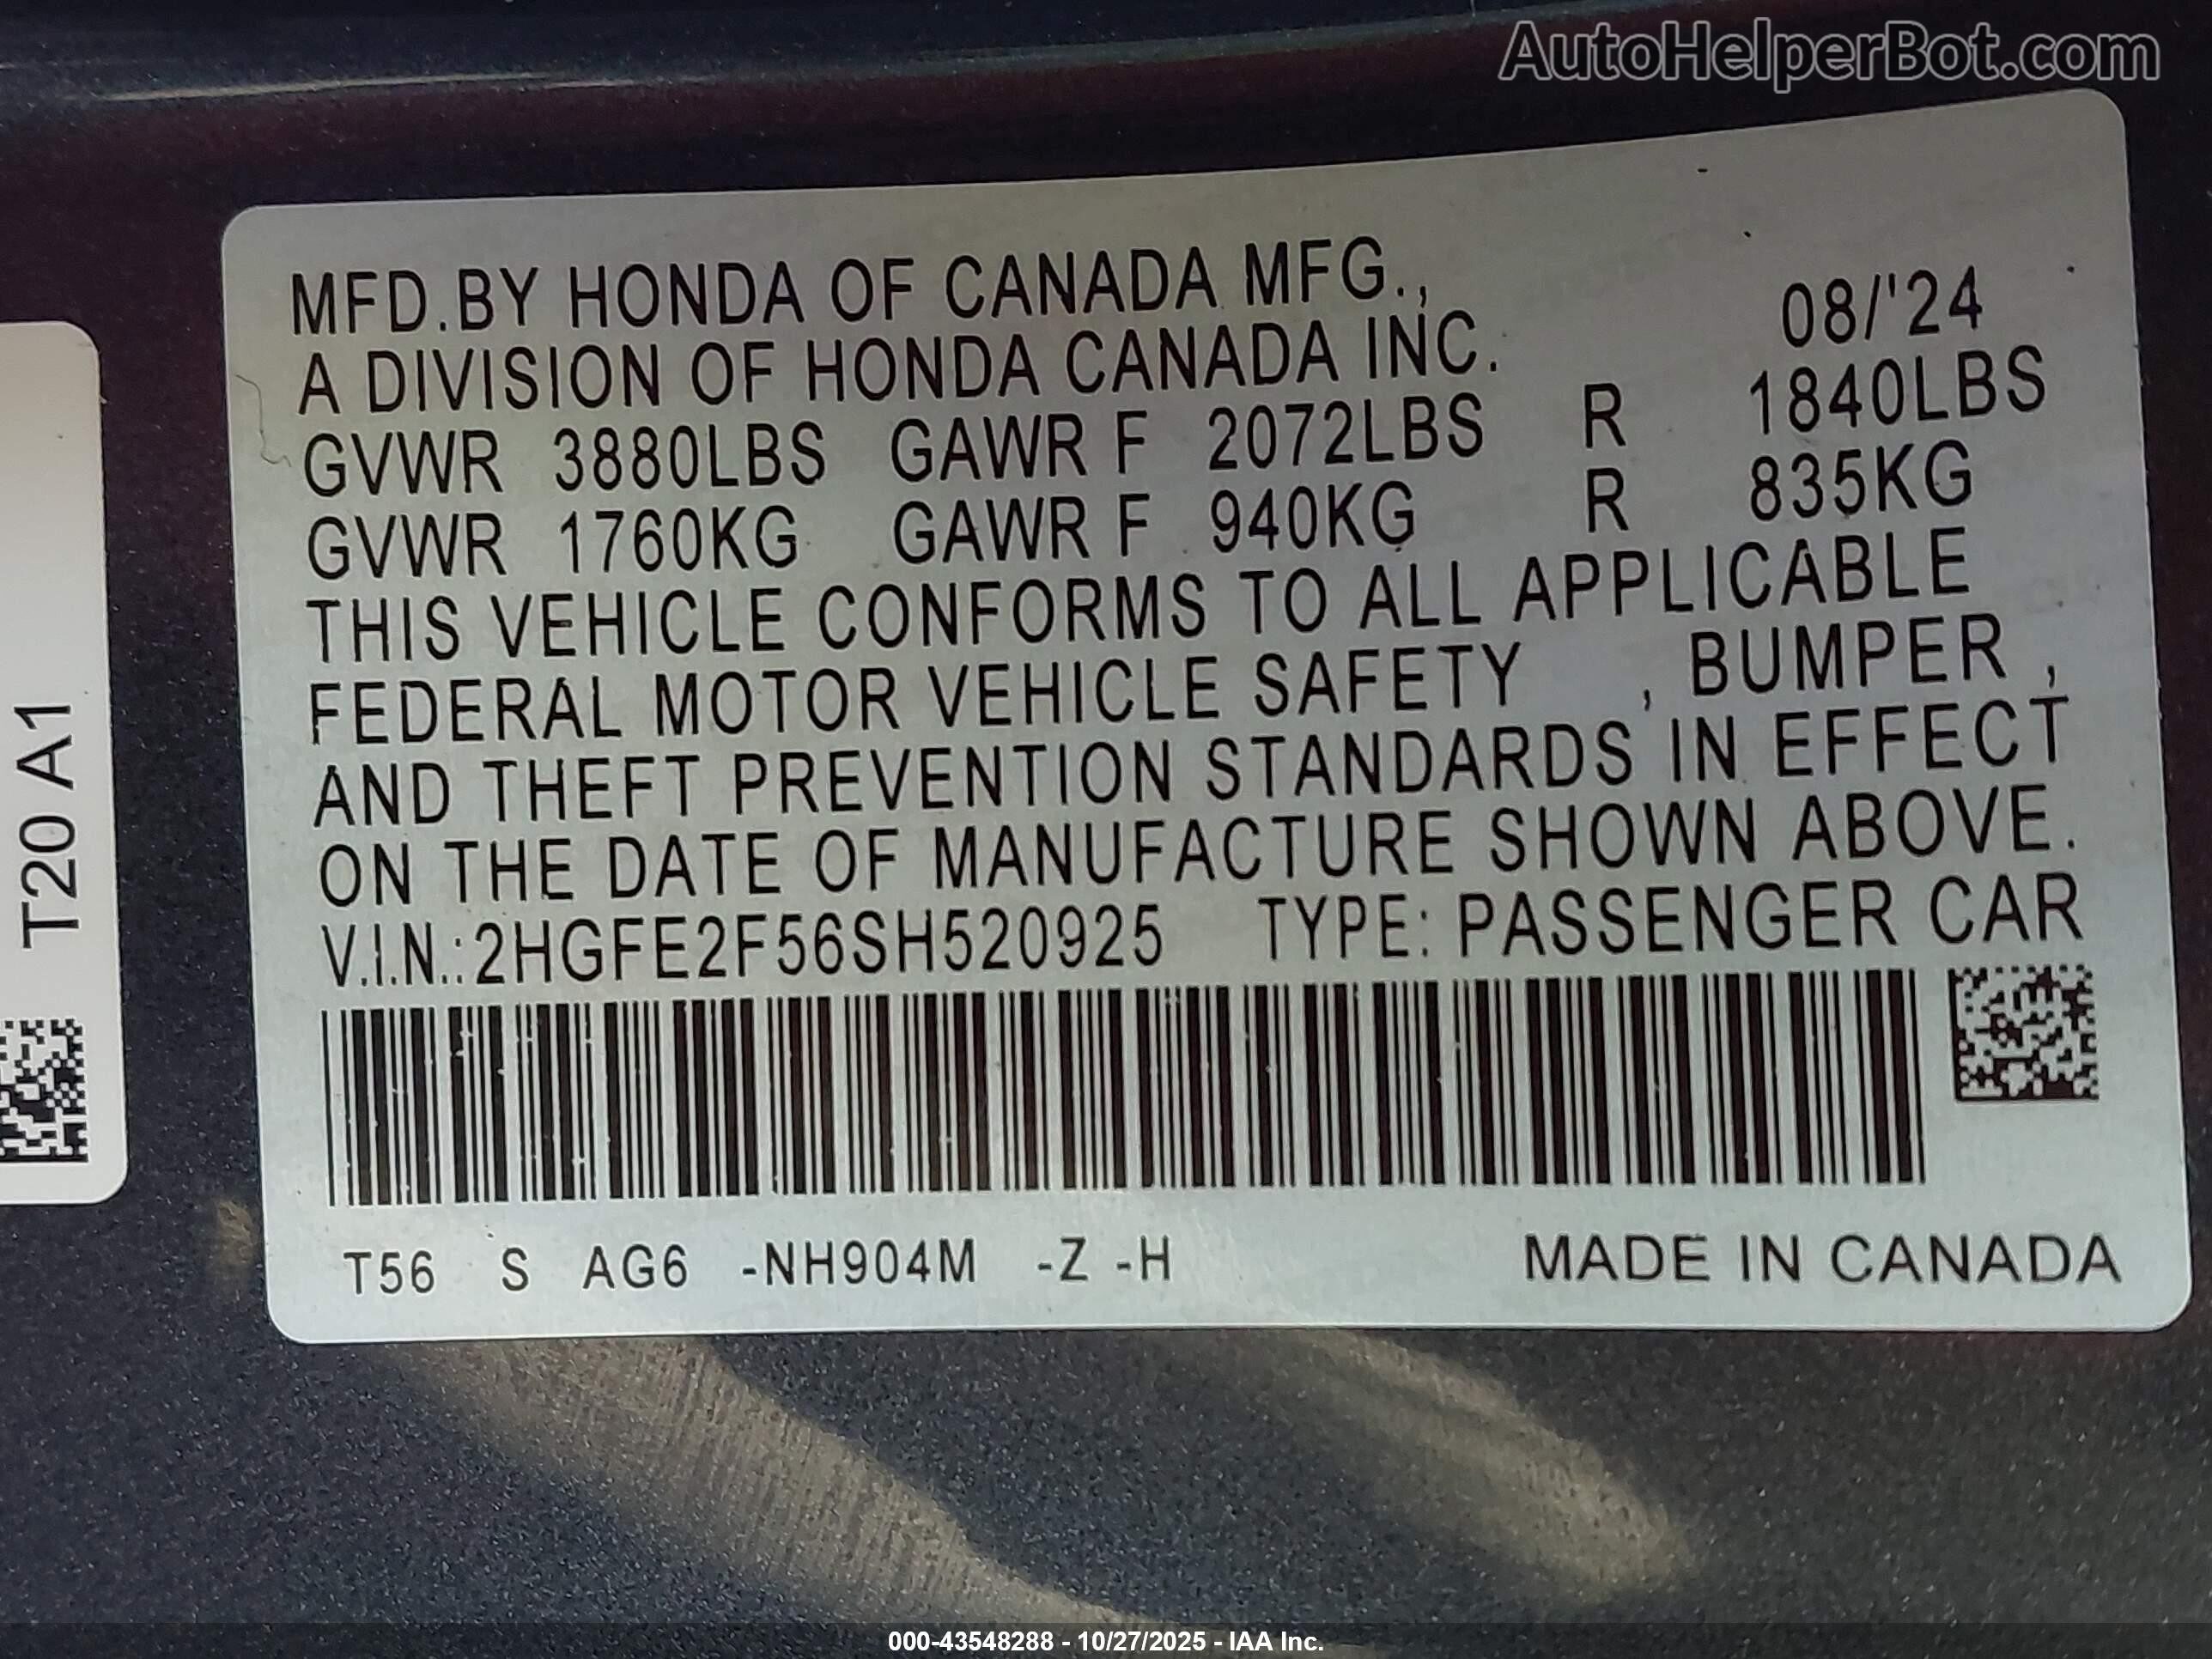 AutoHelperBot.com
MFD.BY HONDA OF CANADA MFG.,
A DIVISION OF HONDA CANADA INC. 08/'24
GVWR 3880LBS GAWR F 2072LBS R 1840LBS
GVWR 1760KG GAWR F 940KG R 835KG
THIS VEHICLE CONFORMS TO ALL APPLICABLE
FEDERAL MOTOR VEHICLE SAFETY , BUMPER ,
AND THEFT PREVENTION STANDARDS IN EFFECT
ON THE DATE OF MANUFACTURE SHOWN ABOVE.
V.I.N.:2HGFE2F56SH520925 TYPE: PASSENGER CAR
T56 S AG6 -NH904M -Z -H MADE IN CANADA
T20 A1
000-43548288 - 10/27/2025 - IAA Inc.